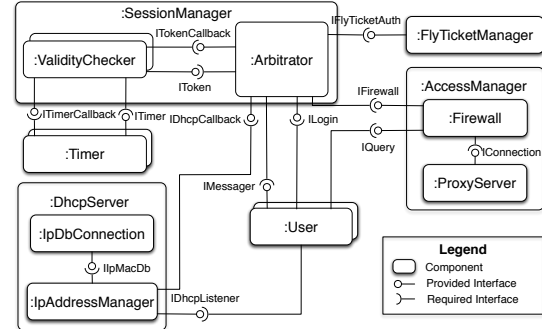 :SessionManager
ITokenCallback
IFlyTicketAuth
:ValidityChecker
:Arbitrator
:FlyTicketManager
IToken
IFirewall
:AccessManager
ITimerCallback
ITimer
IDhcpCallback
ILogin
:Firewall
IQuery
:Timer
IConnection
IMessager
:ProxyServer
:DhcpServer
:IpDbConnection
:User
IIpMacDb
:IpAddressManager
IDhcpListener
Legend
Component
Provided Interface
Required Interface